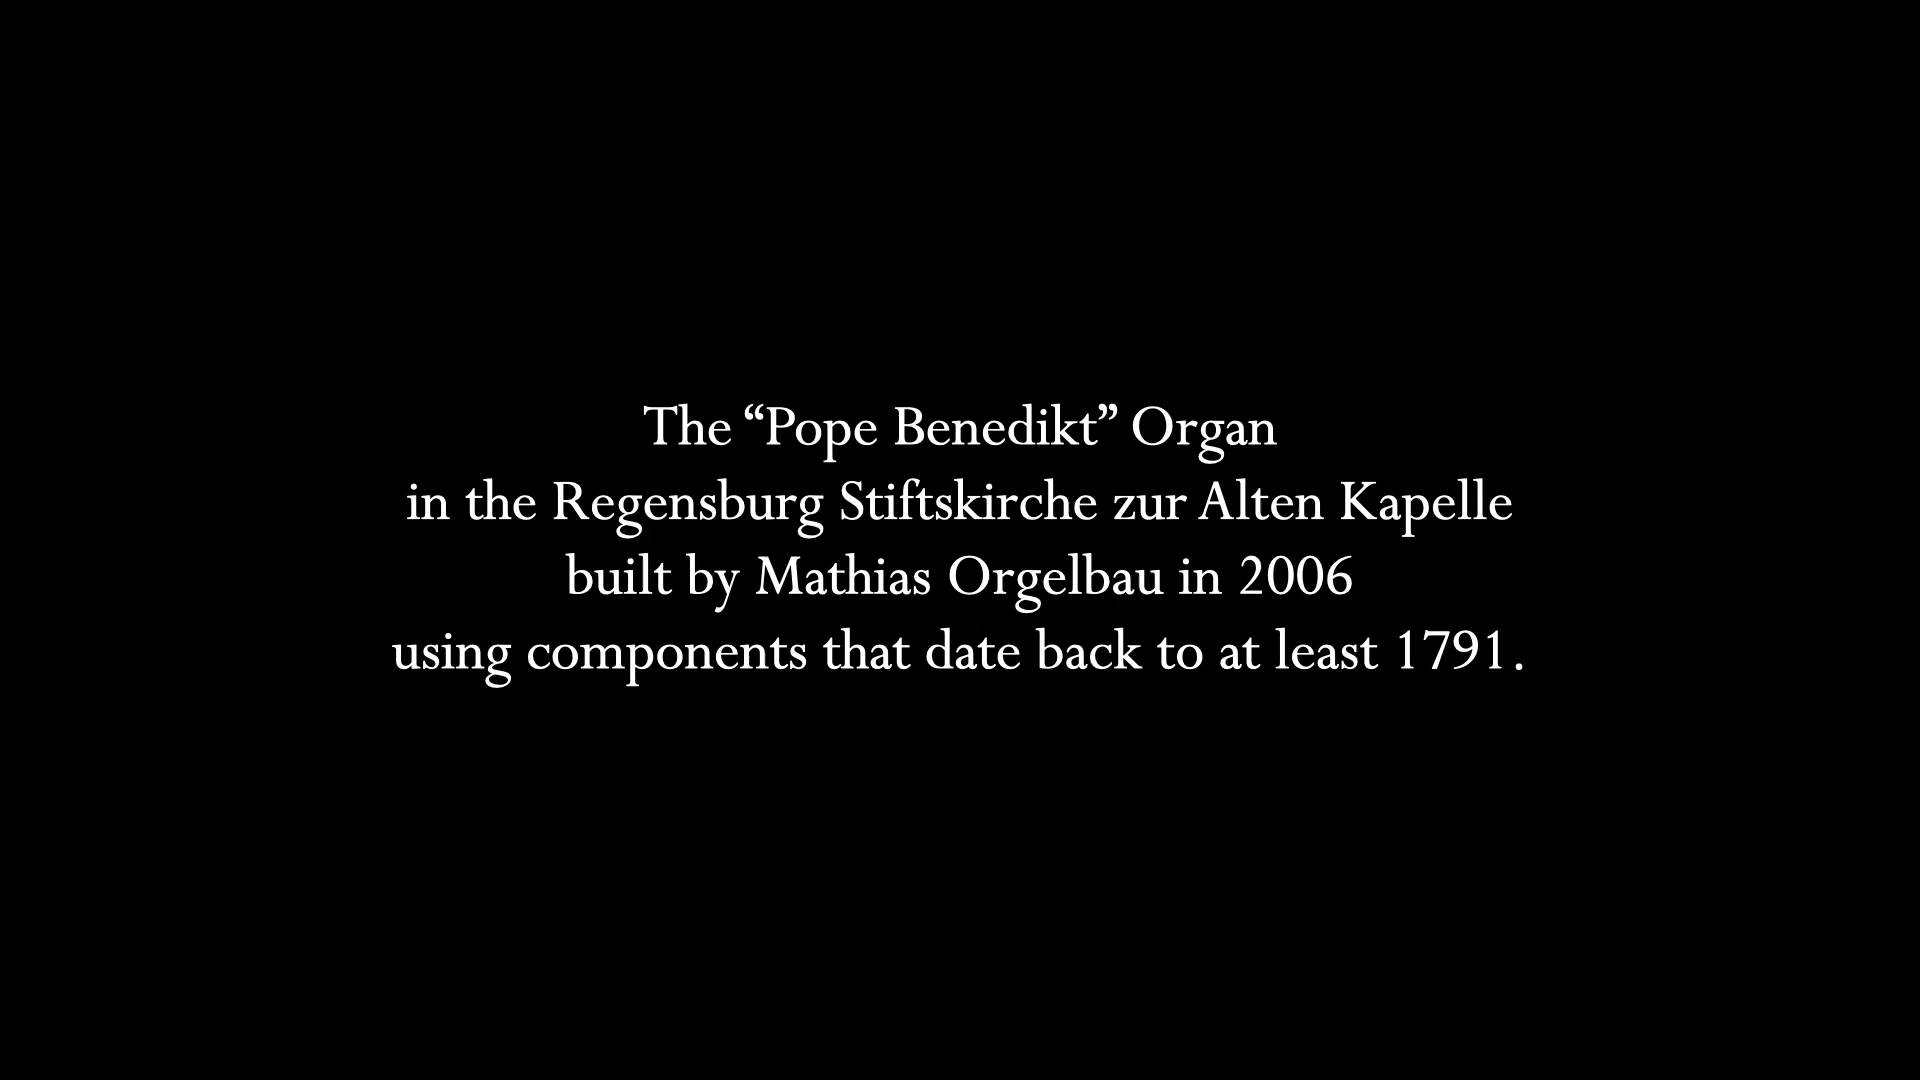 The “Pope Benedikt” Organ
in the Regensburg Stiftskirche zur Alten Kapelle
built by Mathias Orgelbau in 2006
using components that date back to at least 1791.